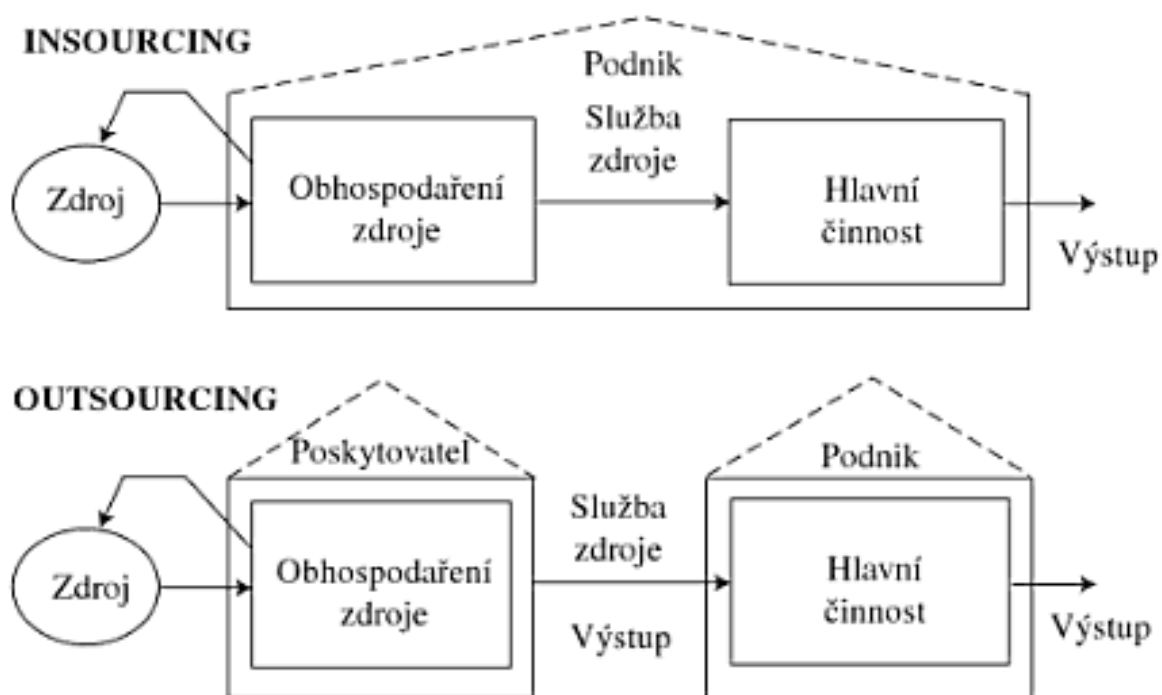 INSOURCING
Podnik
Služba
zdroje
Zdroj
Obhospodaření
zdroje
Hlavní
činnost
Výstup
OUTSOURCING
Poskytovatel
Podnik
Služba
zdroje
Zdroj
Obhospodaření
zdroje
Hlavní
činnost
Výstup
Výstup